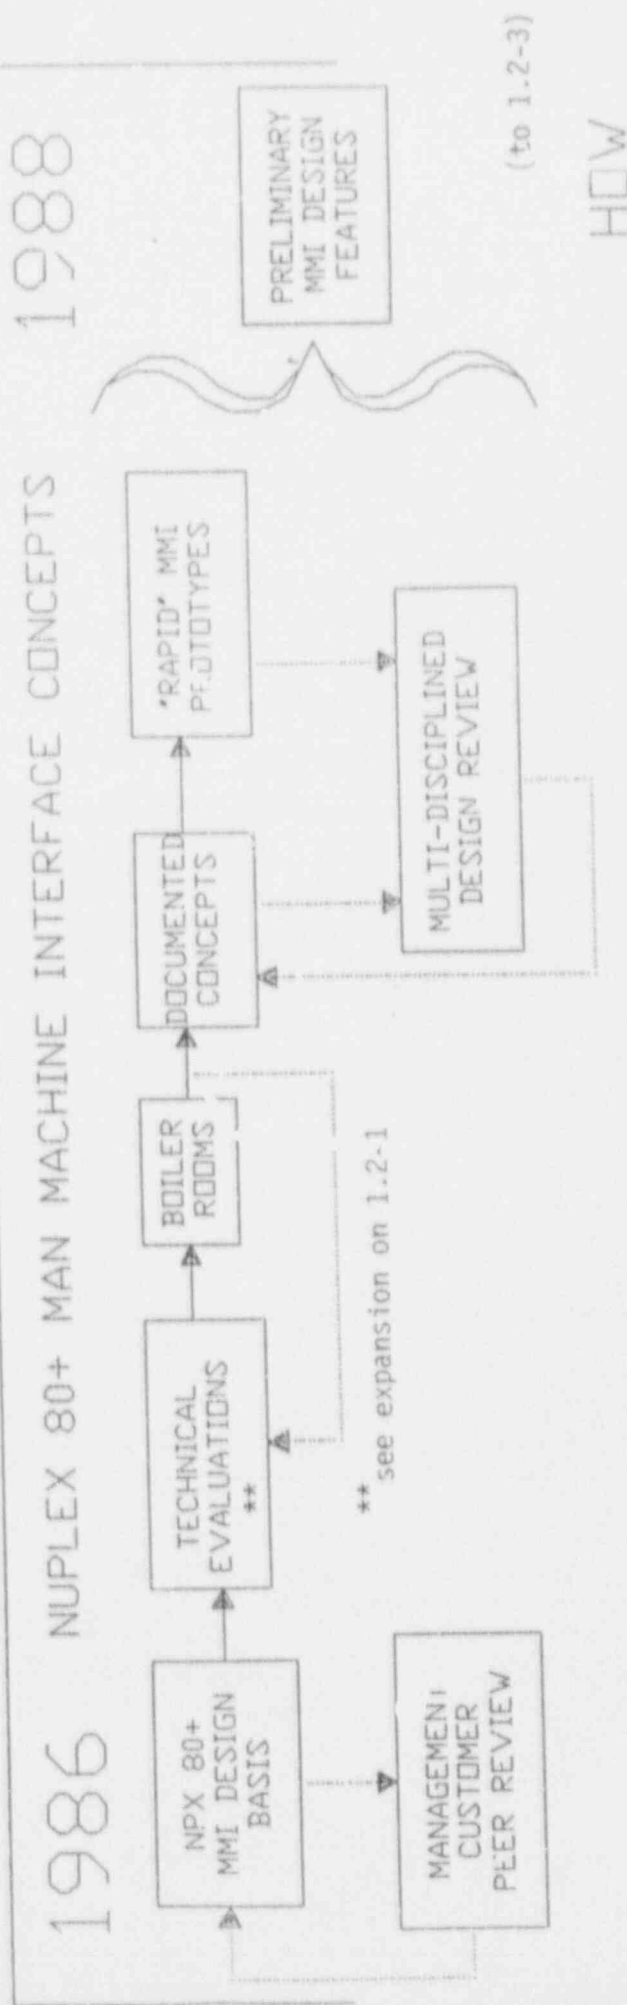 1986
NUPLEX 80+ MAN MACHINE INTERFACE CONCEPTS
1988
NPX 80+
MMI DESIGN
BASIS
MANAGEMENT
CUSTOMER
PEER REVIEW
TECHNICAL
EVALUATIONS
**
BOILER
ROOMS
DOCUMENTED
CONCEPTS
"RAPID" MMI
PROTOTYPES
MULTI-DISCIPLINED
DESIGN REVIEW
PRELIMINARY
MMI DESIGN
FEATURES
**
see expansion on 1.2-1
(to 1.2-3)
HOW